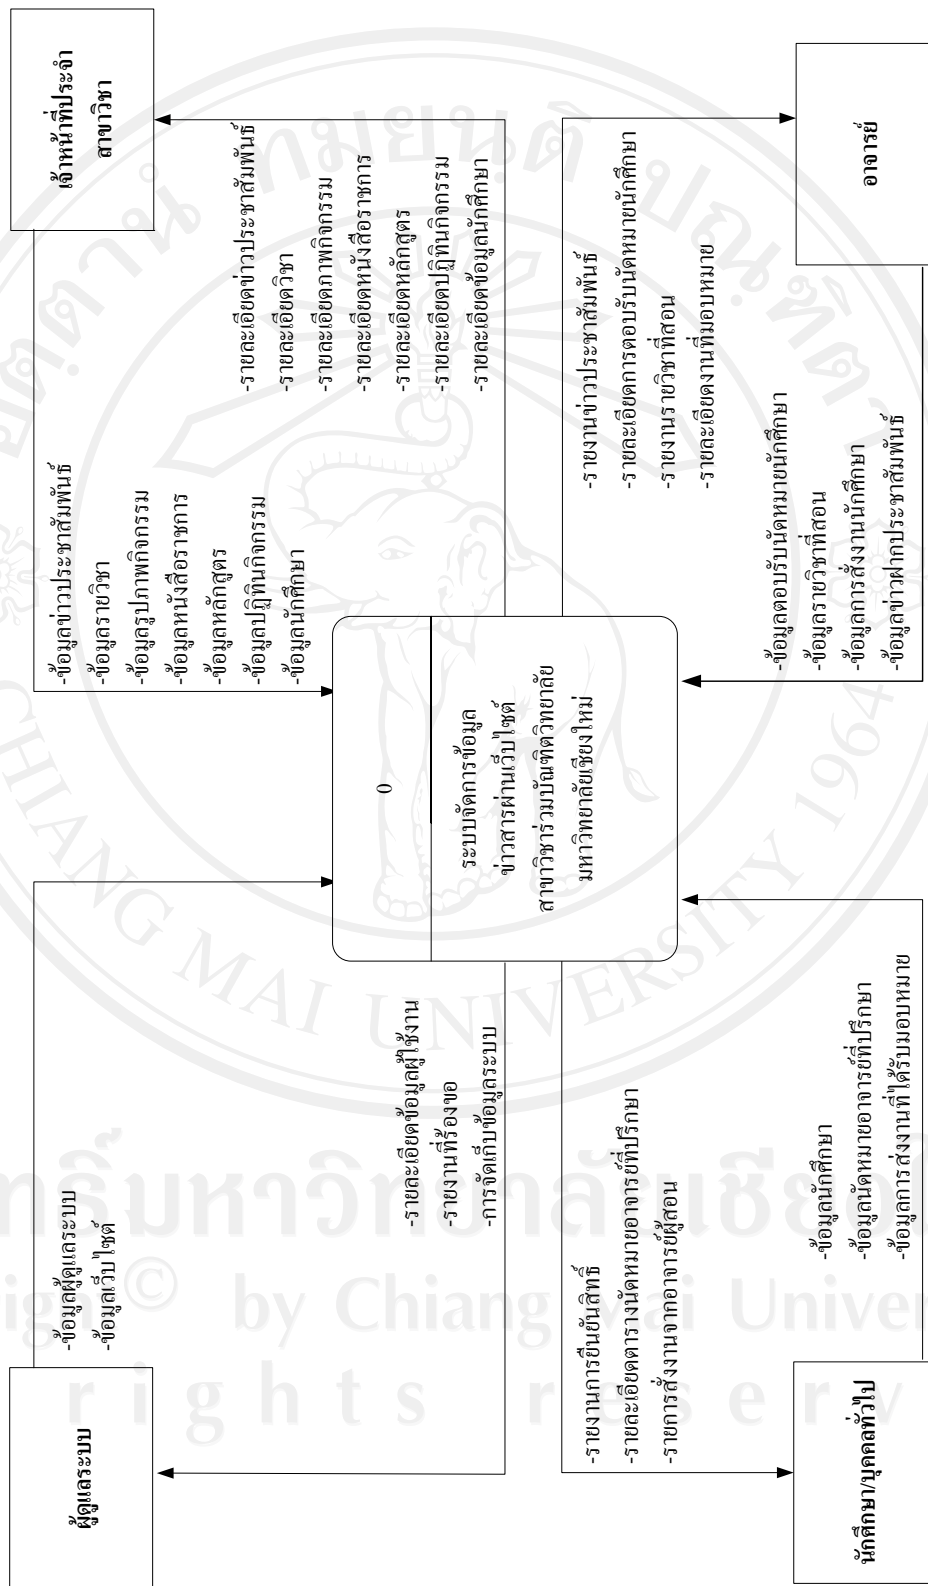 ผู้ดูแลระบบ
-ข้อมูลผู้ดูแลระบบ
-ข้อมูลเว็บไซต์
-รายละเอียดข้อมูลผู้ใช้งาน
-รายงานที่ร้องขอ
-การจัดเก็บข้อมูลระบบ
เจ้าหน้าที่ประจำ
สาขาวิชา
-ข้อมูลข่าวประชาสัมพันธ์
-ข้อมูลรายวิชา
-ข้อมูลรูปภาพกิจกรรม
-ข้อมูลหนังสือราชการ
-ข้อมูลหลักสูตร
-ข้อมูลปฏิทินกิจกรรม
-ข้อมูลนักศึกษา
-รายละเอียดข่าวประชาสัมพันธ์
-รายละเอียดวิชา
-รายละเอียดภาพกิจกรรม
-รายละเอียดหนังสือราชการ
-รายละเอียดหลักสูตร
-รายละเอียดปฏิทินกิจกรรม
-รายละเอียดข้อมูลนักศึกษา
0
ระบบจัดการข้อมูล
ข่าวสารผ่านเว็บไซต์
สาขาวิชาร่วมบัณฑิตวิทยาลัย
มหาวิทยาลัยเชียงใหม่
-รายงานการยืนยันสิทธิ์
-รายละเอียดตารางนัดหมายอาจารย์ที่ปรึกษา
-รายการสั่งงานจากอาจารย์ผู้สอน
-ข้อมูลนักศึกษา
-ข้อมูลนัดหมายอาจารย์ที่ปรึกษา
-ข้อมูลการส่งงานที่ได้รับมอบหมาย
นักศึกษา/บุคคลทั่วไป
-รายงานข่าวประชาสัมพันธ์
-รายละเอียดการตอบรับนัดหมายนักศึกษา
-รายงานรายวิชาที่สอน
-รายละเอียดงานที่มอบหมาย
-ข้อมูลตอบรับนัดหมายนักศึกษา
-ข้อมูลรายวิชาที่สอน
-ข้อมูลการสั่งงานนักศึกษา
-ข้อมูลข่าวฝากประชาสัมพันธ์
อาจารย์
CHIANG MAI UNIVERSITY 1964
© by Chiang Mai Univer
rights reserv